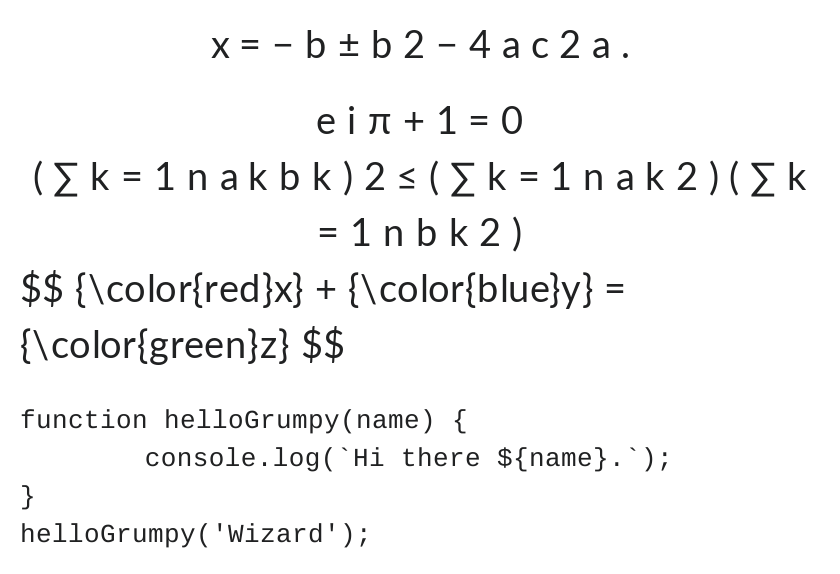 x = − b ± b 2 − 4 a c 2 a .
e i π + 1 = 0
( ∑ k = 1 n a k b k ) 2 ≤ ( ∑ k = 1 n a k 2 ) ( ∑ k
= 1 n b k 2 )
$$ {\color{red}x} + {\color{blue}y} =
{\color{green}z} $$
function helloGrumpy(name) {
        console.log(`Hi there ${name}.`);
}
helloGrumpy('Wizard');